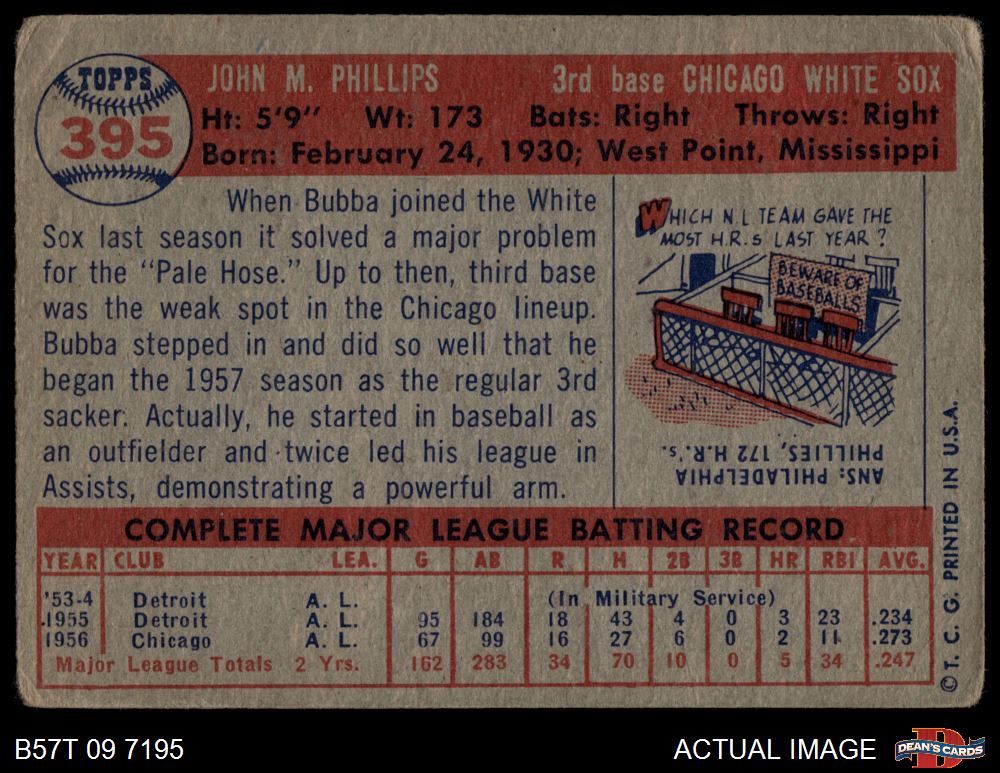 TOPPS
395
JOHN M. PHILLIPS 3rd base CHICAGO WHITE SOX
Ht: 5'9" Wt: 173 Bats: Right Throws: Right
Born: February 24, 1930; West Point, Mississippi
When Bubba joined the White
Sox last season it solved a major problem
for the "Pale Hose." Up to then, third base
was the weak spot in the Chicago lineup.
Bubba stepped in and did so well that he
began the 1957 season as the regular 3rd
sacker. Actually, he started in baseball as
an outfielder and twice led his league in
Assists, demonstrating a powerful arm.
WHICH N.L. TEAM GAVE THE
MOST H.R.s LAST YEAR?
BEWARE OF
BASEBALLS
ANS: PHILADELPHIA
PHILLIES, 172 H.R.'s.
COMPLETE MAJOR LEAGUE BATTING RECORD
YEAR CLUB LEA. G AB R H 2B 3B HR RBI AVG.
'53-4 Detroit A. L. (In Military Service)
1955 Detroit A. L. 95 184 18 43 4 0 3 23 .234
1956 Chicago A. L. 67 99 16 27 6 0 2 11 .273
Major League Totals 2 Yrs. 162 283 34 70 10 0 5 34 .247
© T. C. G. PRINTED IN U.S.A.
B57T 09 7195
ACTUAL IMAGE
D
DEAN'S CARDS